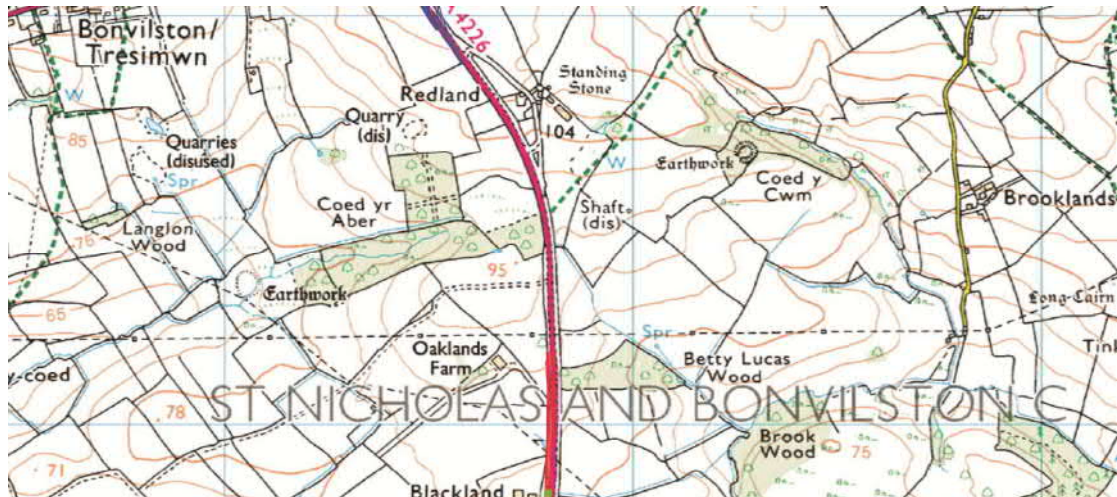 Bonvilston/
Tresimwn
A4226
W
85
Quarries
(disused)
Spr
Redland
Quarry
(dis)
Standing
Stone
104
W
Earthwork
Coed y
Cwm
Brooklands
Coed yr
Aber
Shaft
(dis)
76
Langlon
Wood
95
Earthwork
65
Long Cairn
Spr
Oaklands
Farm
Betty Lucas
Wood
Tink
y-coed
78
ST NICHOLAS AND BONVILSTON C
Brook
Wood
75
71
Blackland